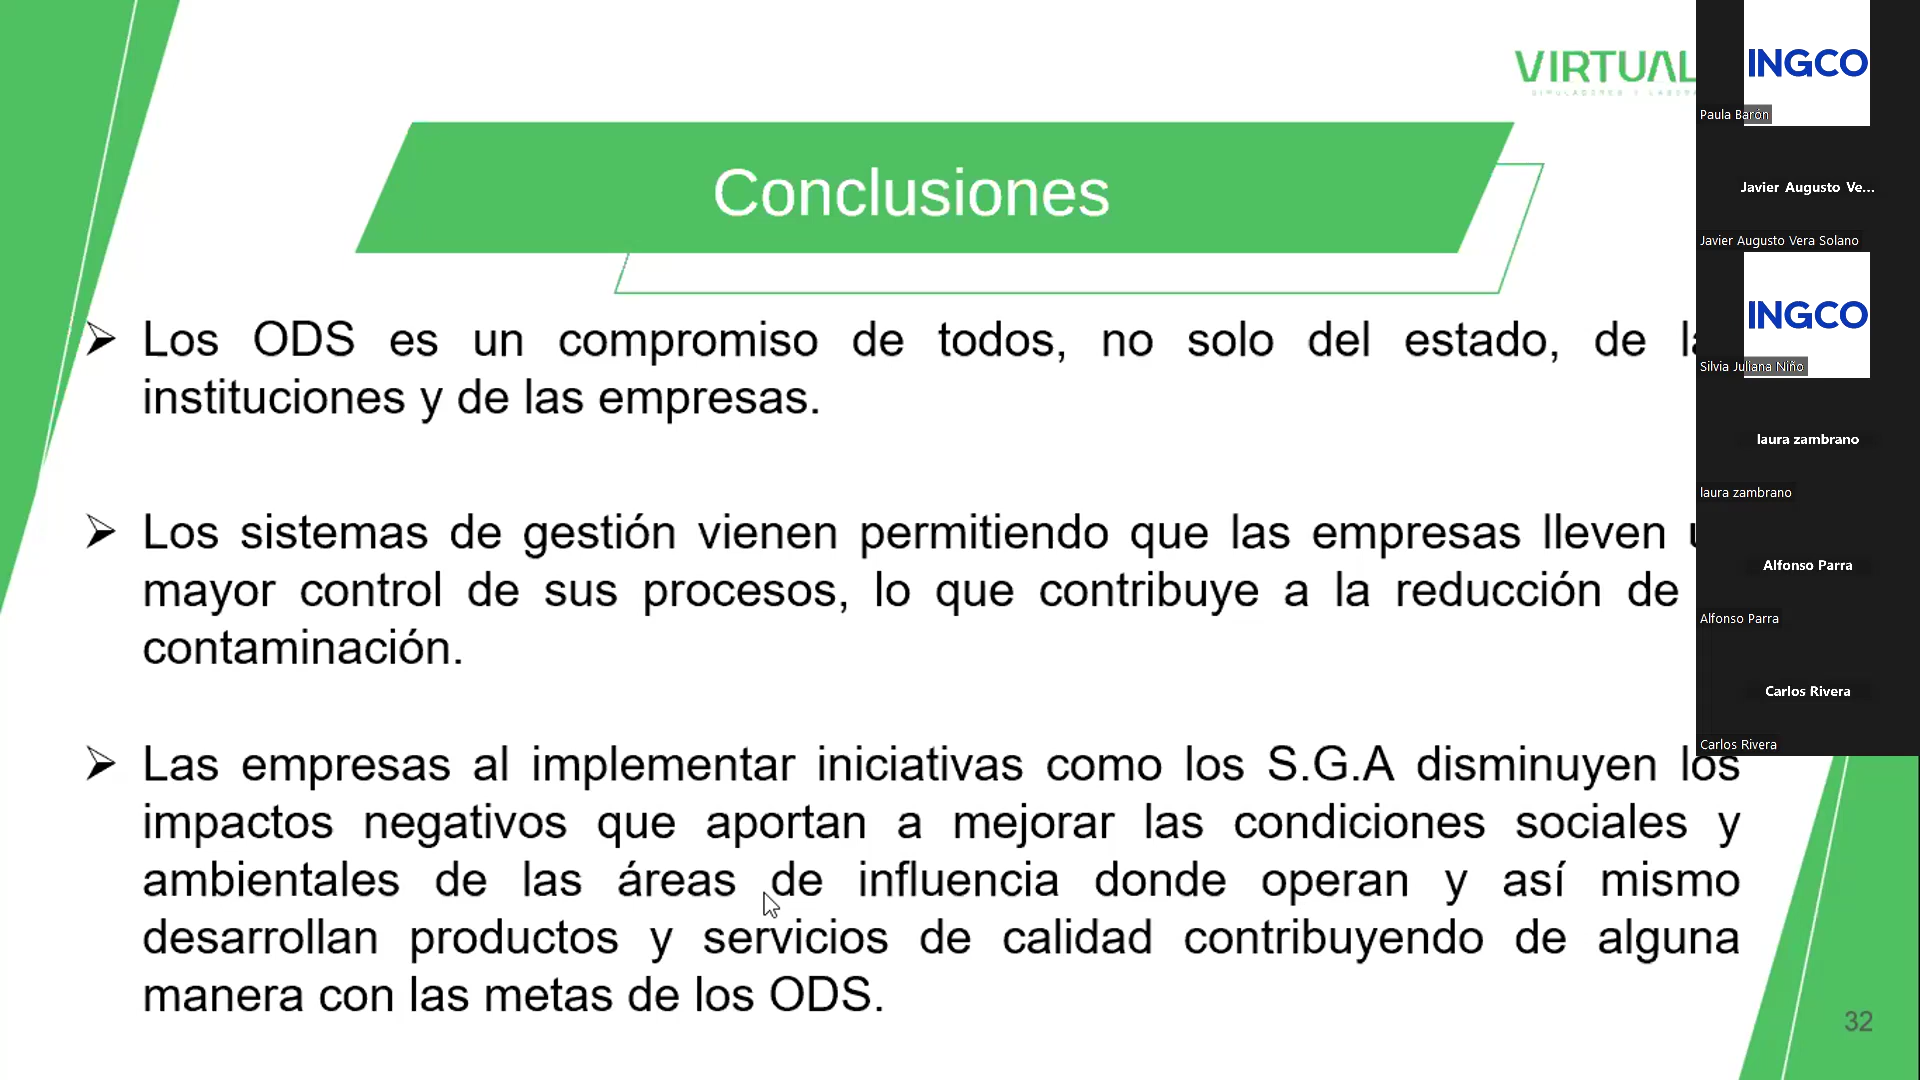 VIRTUAL
Conclusiones
➢ Los ODS es un compromiso de todos, no solo del estado, de
instituciones y de las empresas.
➢ Los sistemas de gestión vienen permitiendo que las empresas lleven
mayor control de sus procesos, lo que contribuye a la reducción de
contaminación.
➢ Las empresas al implementar iniciativas como los S.G.A disminuyen los
impactos negativos que aportan a mejorar las condiciones sociales y
ambientales de las áreas de influencia donde operan y así mismo
desarrollan productos y servicios de calidad contribuyendo de alguna
manera con las metas de los ODS.
32
INGCO
Paula Barón
Javier Augusto Ve...
Javier Augusto Vera Solano
INGCO
Silvia Juliana Niño
laura zambrano
laura zambrano
Alfonso Parra
Alfonso Parra
Carlos Rivera
Carlos Rivera